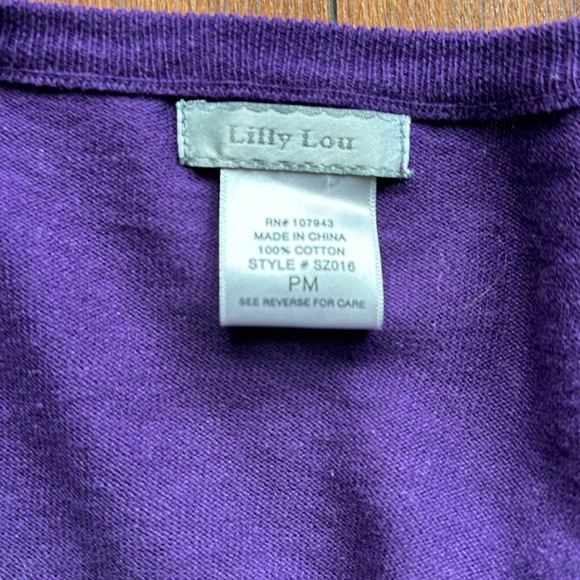 Lilly Lou
RN# 107943
MADE IN CHINA
100% COTTON
STYLE # SZ016
PM
SEE REVERSE FOR CARE